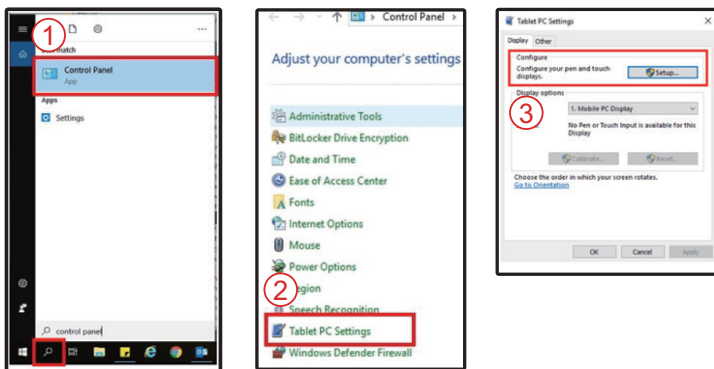 1
Best match
Control Panel
App
Apps
Settings
control panel
Control Panel
Adjust your computer's settings
Administrative Tools
BitLocker Drive Encryption
Date and Time
Ease of Access Center
Fonts
Internet Options
Mouse
Power Options
Region
2
Speech Recognition
Tablet PC Settings
Windows Defender Firewall
Tablet PC Settings
Display Other
Configure
Configure your pen and touch
displays.
Setup...
Display options
3
1. Mobile PC Display
No Pen or Touch Input is available for this
Display
Calibrate... Reset...
Choose the order in which your screen rotates.
Go to Orientation
OK Cancel Apply